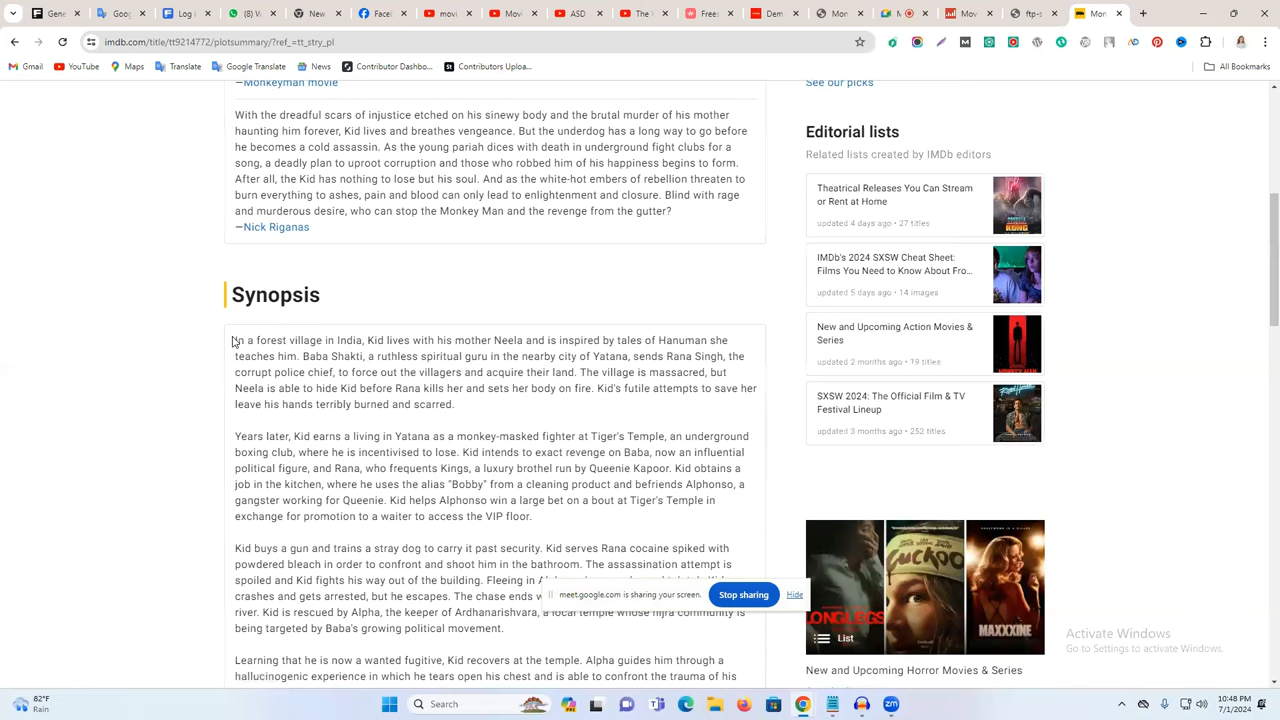 Fen
(1)
You
You
ASD
You
Free
Dem
You
My
G
ftpi
Mon
imdb.com/title/tt9214772/plotsummary/?ref_=tt_stry_pl
Gmail
YouTube
Maps
Translate
Google Translate
News
Contributor Dashbo...
Contributors Uploa...
All Bookmarks
—Monkeyman movie
With the dreadful scars of injustice etched on his sinewy body and the brutal murder of his mother
haunting him forever, Kid lives and breathes vengeance. But the underdog has a long way to go before
he becomes a cold assassin. As the young pariah dices with death in underground fight clubs for a
song, a deadly plan to uproot corruption and those who robbed him of his happiness begins to form.
After all, the Kid has nothing to lose but his soul. And as the white-hot embers of rebellion threaten to
burn everything to ashes, pain and blood can only lead to enlightenment and closure. Blind with rage
and murderous hate, who can stop the Monkey Man and the revenge from the gutter?
—Nick Riganas
Synopsis
In a forest village in India, Kid lives with his mother Neela and is inspired by tales of Hanuman she
teaches him. Baba Shakti, a ruthless spiritual guru in the nearby city of Yatana, sends Rana Singh, the
corrupt police chief, to force out the villagers and acquire their land. The village is massacred, but
Neela is able to hide Kid before Rana kills her and sets her body on fire. Kid's futile attempts to save her
leave his hands badly burned and scarred.
Years later, Kid earns a living in Yatana as a monkey-masked fighter at Tiger's Temple, an underground
boxing club where he is incentivised to lose. Kid intends to exact revenge on Baba, now an influential
political figure, and Rana, who frequents Kings, a luxury brothel run by Queenie Kapoor. Kid obtains a
job in the kitchen, where he uses the alias "Bobby" from a cleaning product and befriends Alphonso, a
gangster working for Queenie. Kid helps Alphonso win a large bet on a bout at Tiger's Temple in
exchange for promotion to a waiter to access the VIP floor.
Kid buys a gun and trains a stray dog to carry it past security. Kid serves Rana cocaine spiked with
powdered bleach in order to confront and shoot him in the bathroom. The assassination attempt is
spoiled and Kid fights his way out of the building. Fleeing in
crashes and gets arrested, but he escapes. The chase ends
river. Kid is rescued by Alpha, the keeper of Ardhanarishvara, a local temple whose hijra community is
being targeted by Baba's growing political movement.
Learning that he is now a wanted fugitive, Kid recovers at the temple. Alpha guides him through a
experience in which he tears open his chest and is able to confront the trauma of his
meet.google.com is sharing your screen.
Stop sharing
Hide
See our picks
Editorial lists
Related lists created by IMDb editors
Theatrical Releases You Can Stream
or Rent at Home
updated 4 days ago • 27 titles
KONG
IMDb's 2024 SXSW Cheat Sheet:
Films You Need to Know About Fro...
updated 5 days ago • 14 images
New and Upcoming Action Movies &
Series
updated 2 months ago • 19 titles
MONKEY MAN
SXSW 2024: The Official Film & TV
Festival Lineup
updated 3 months ago • 252 titles
Road House
LONGLEGS
CUCKOO
MAXXXINE
List
New and Upcoming Horror Movies & Series
Activate Windows
Go to Settings to activate Windows.
82°F
Rain
Search
10:48 PM
7/1/2024